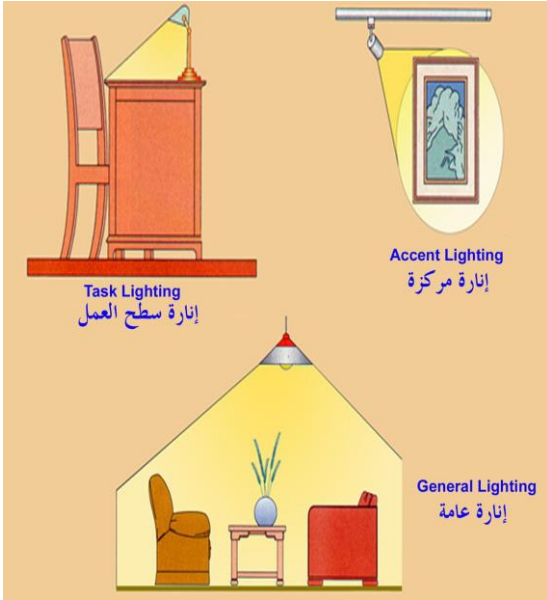 Accent Lighting
إنارة مركزة
Task Lighting
إنارة سطح العمل
General Lighting
إنارة عامة